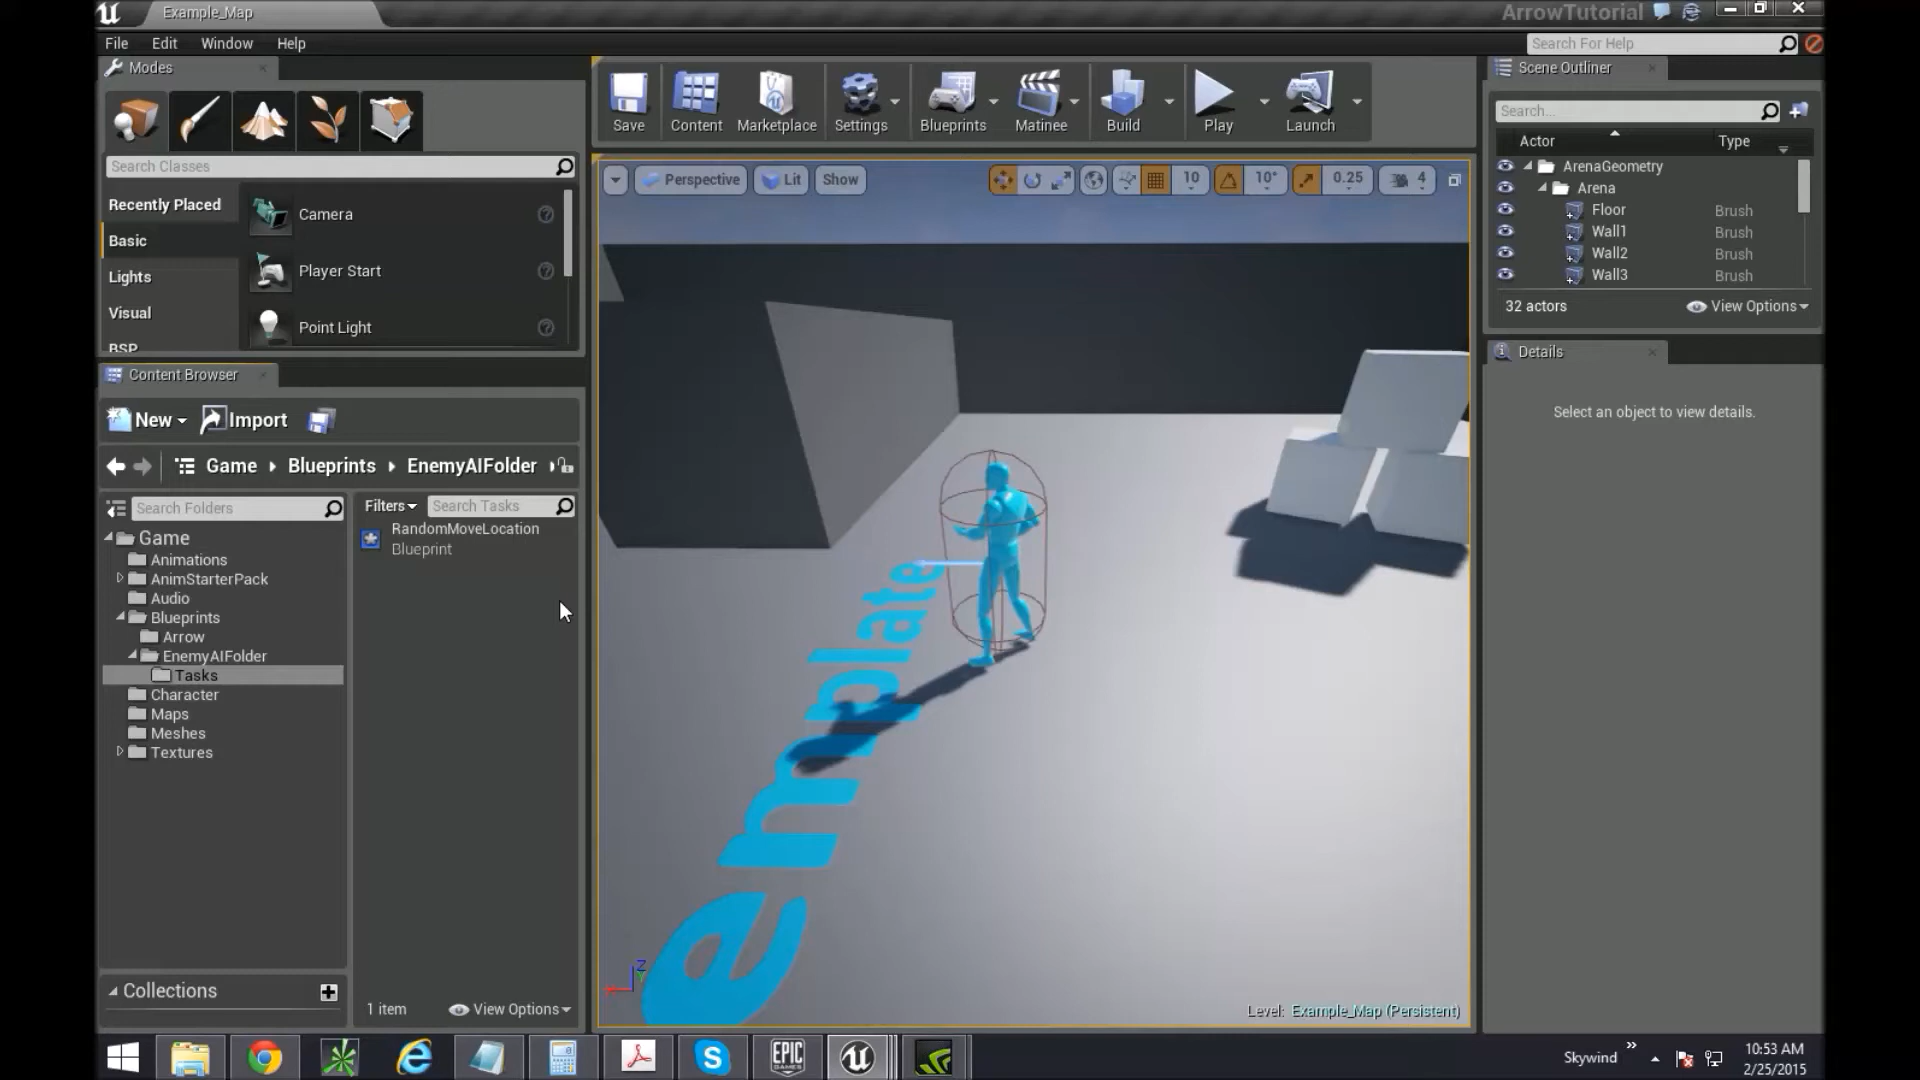 Example_Map
ArrowTutorial
File Edit Window Help
Search For Help
Modes
Search Classes
Recently Placed
Basic
Lights
Visual
BSP
Camera
Player Start
Point Light
Save
Content
Marketplace
Settings
Blueprints
Matinee
Build
Play
Launch
Perspective
Lit
Show
10
10°
0.25
4
Scene Outliner
Search...
Actor Type
ArenaGeometry
Arena
Floor Brush
Wall1 Brush
Wall2 Brush
Wall3 Brush
32 actors
View Options
Details
Select an object to view details.
Content Browser
New
Import
Game Blueprints EnemyAIFolder
Search Folders
Game
Animations
AnimStarterPack
Audio
Blueprints
Arrow
EnemyAIFolder
Tasks
Character
Maps
Meshes
Textures
Collections
Filters
Search Tasks
RandomMoveLocation
Blueprint
1 item
View Options
emplate
Z
Level: Example_Map (Persistent)
EPIC
GAMES
Skywind
10:53 AM
2/25/2015